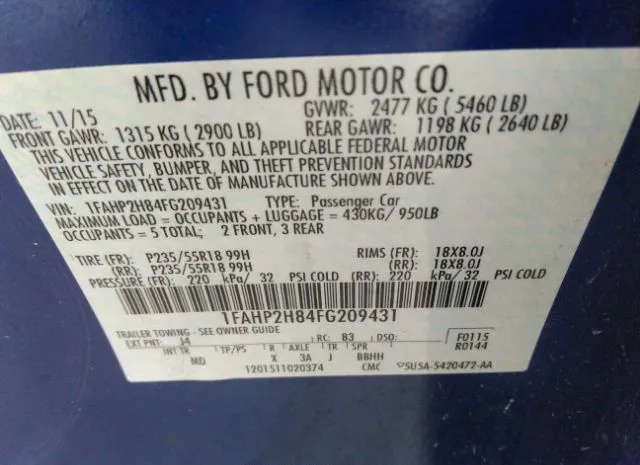 MFD. BY FORD MOTOR CO.
DATE: 11/15 GVWR: 2477 KG ( 5460 LB)
FRONT GAWR: 1315 KG ( 2900 LB) REAR GAWR: 1198 KG ( 2640 LB)
THIS VEHICLE CONFORMS TO ALL APPLICABLE FEDERAL MOTOR
VEHICLE SAFETY, BUMPER, AND THEFT PREVENTION STANDARDS
IN EFFECT ON THE DATE OF MANUFACTURE SHOWN ABOVE.
VIN: 1FAHP2H84FG209431 TYPE: Passenger Car
MAXIMUM LOAD = OCCUPANTS + LUGGAGE = 430KG/ 950LB
OCCUPANTS = 5 TOTAL; 2 FRONT, 3 REAR
TIRE (FR): P235/55R18 99H RIMS (FR): 18X8.0J
(RR): P235/55R18 99H (RR): 18X8.0J
PRESSURE (FR): 220 kPa/ 32 PSI COLD (RR): 220 kPa/ 32 PSI COLD
1FAHP2H84FG209431
TRAILER TOWING - SEE OWNER GUIDE
EXT PNT: J4 RC: 83 DSO: F0115
INT TR TP/PS R AXLE TR SPR R0144
MD X 3A J BBHH
1201511020374 CMC SU5A-5420472-AA